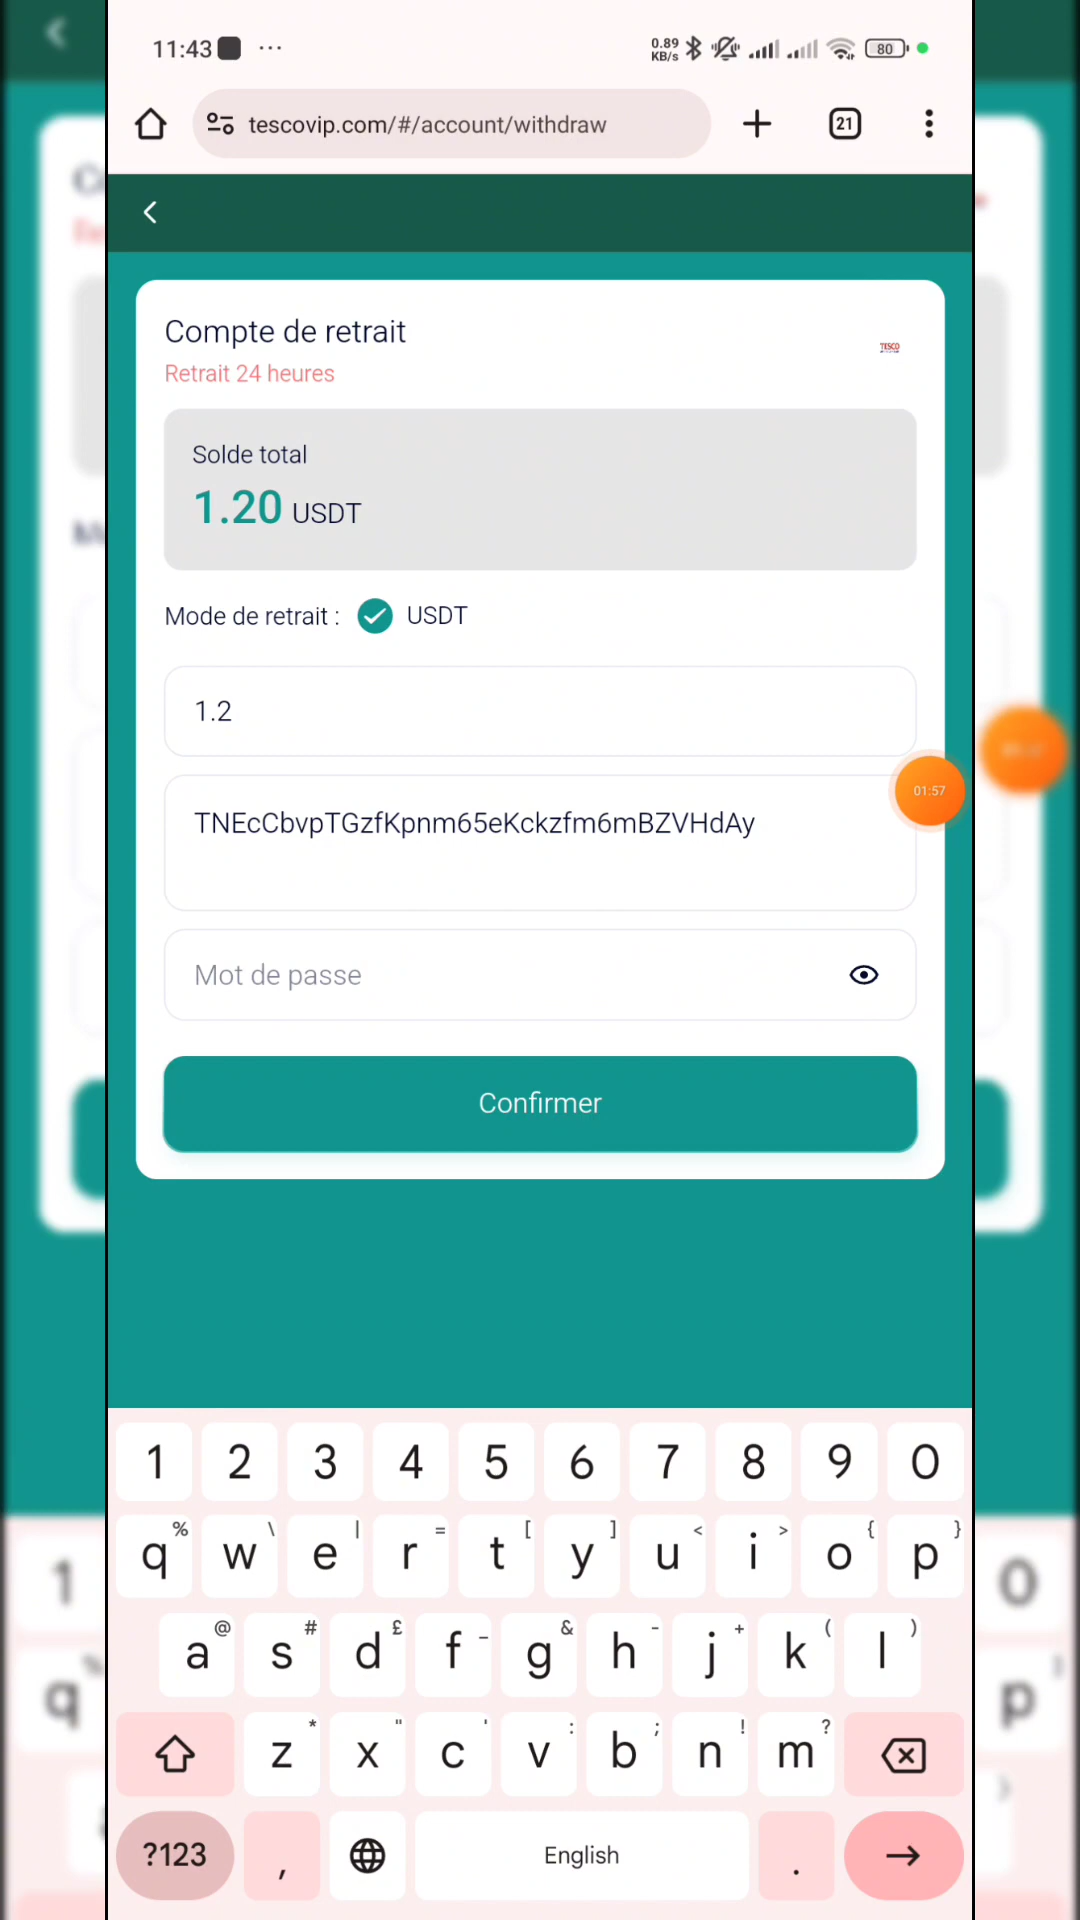 11:43 ...
0.89
KB/s
80
tescovip.com/#/account/withdraw
21
Compte de retrait
TESCO
Retrait 24 heures
Solde total
1.20 USDT
Mode de retrait : USDT
1.2
01:57
TNEcCbvpTGzfKpnm65eKckzfm6mBZVHdAy
Mot de passe
Confirmer
1 2 3 4 5 6 7 8 9 0
% \ | = [ ] < > { }
q w e r t y u i o p
@ # £ _ & - + ( )
a s d f g h j k l
* " ' : ; ! ?
z x c v b n m
?123 , English .